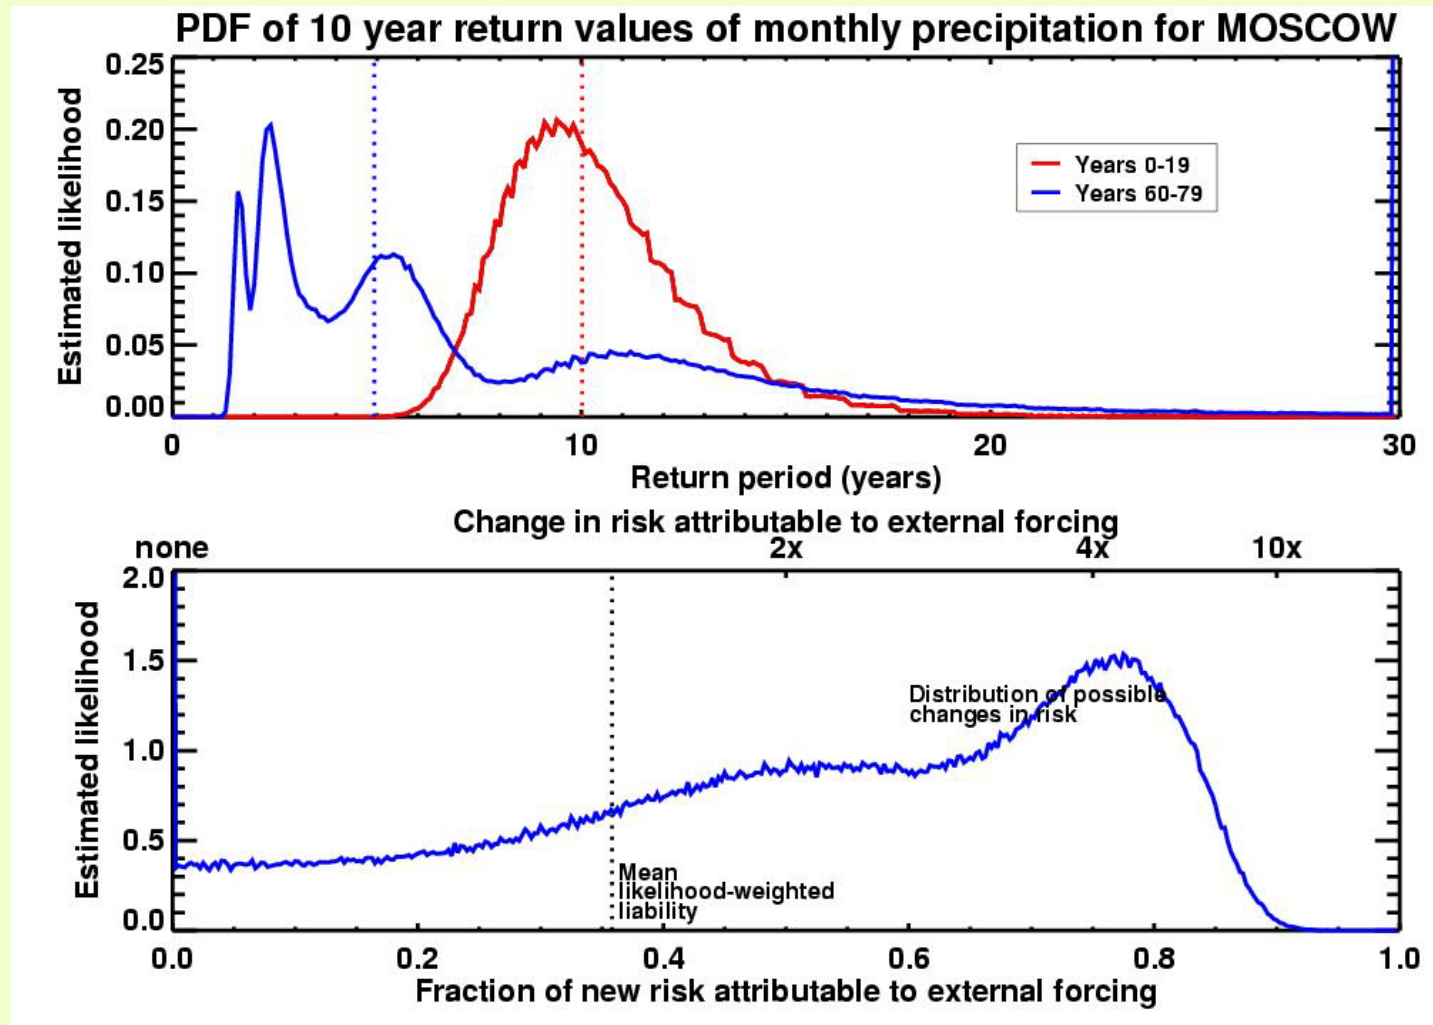 PDF of 10 year return values of monthly precipitation for MOSCOW
0.25
0.20
0.15
0.10
0.05
0.00
Estimated likelihood
Years 0-19
Years 60-79
0 10 20 30
Return period (years)
Change in risk attributable to external forcing
none 2x 4x 10x
2.0
1.5
1.0
0.5
0.0
Estimated likelihood
Distribution of possible
changes in risk
Mean
likelihood-weighted
liability
0.0 0.2 0.4 0.6 0.8 1.0
Fraction of new risk attributable to external forcing